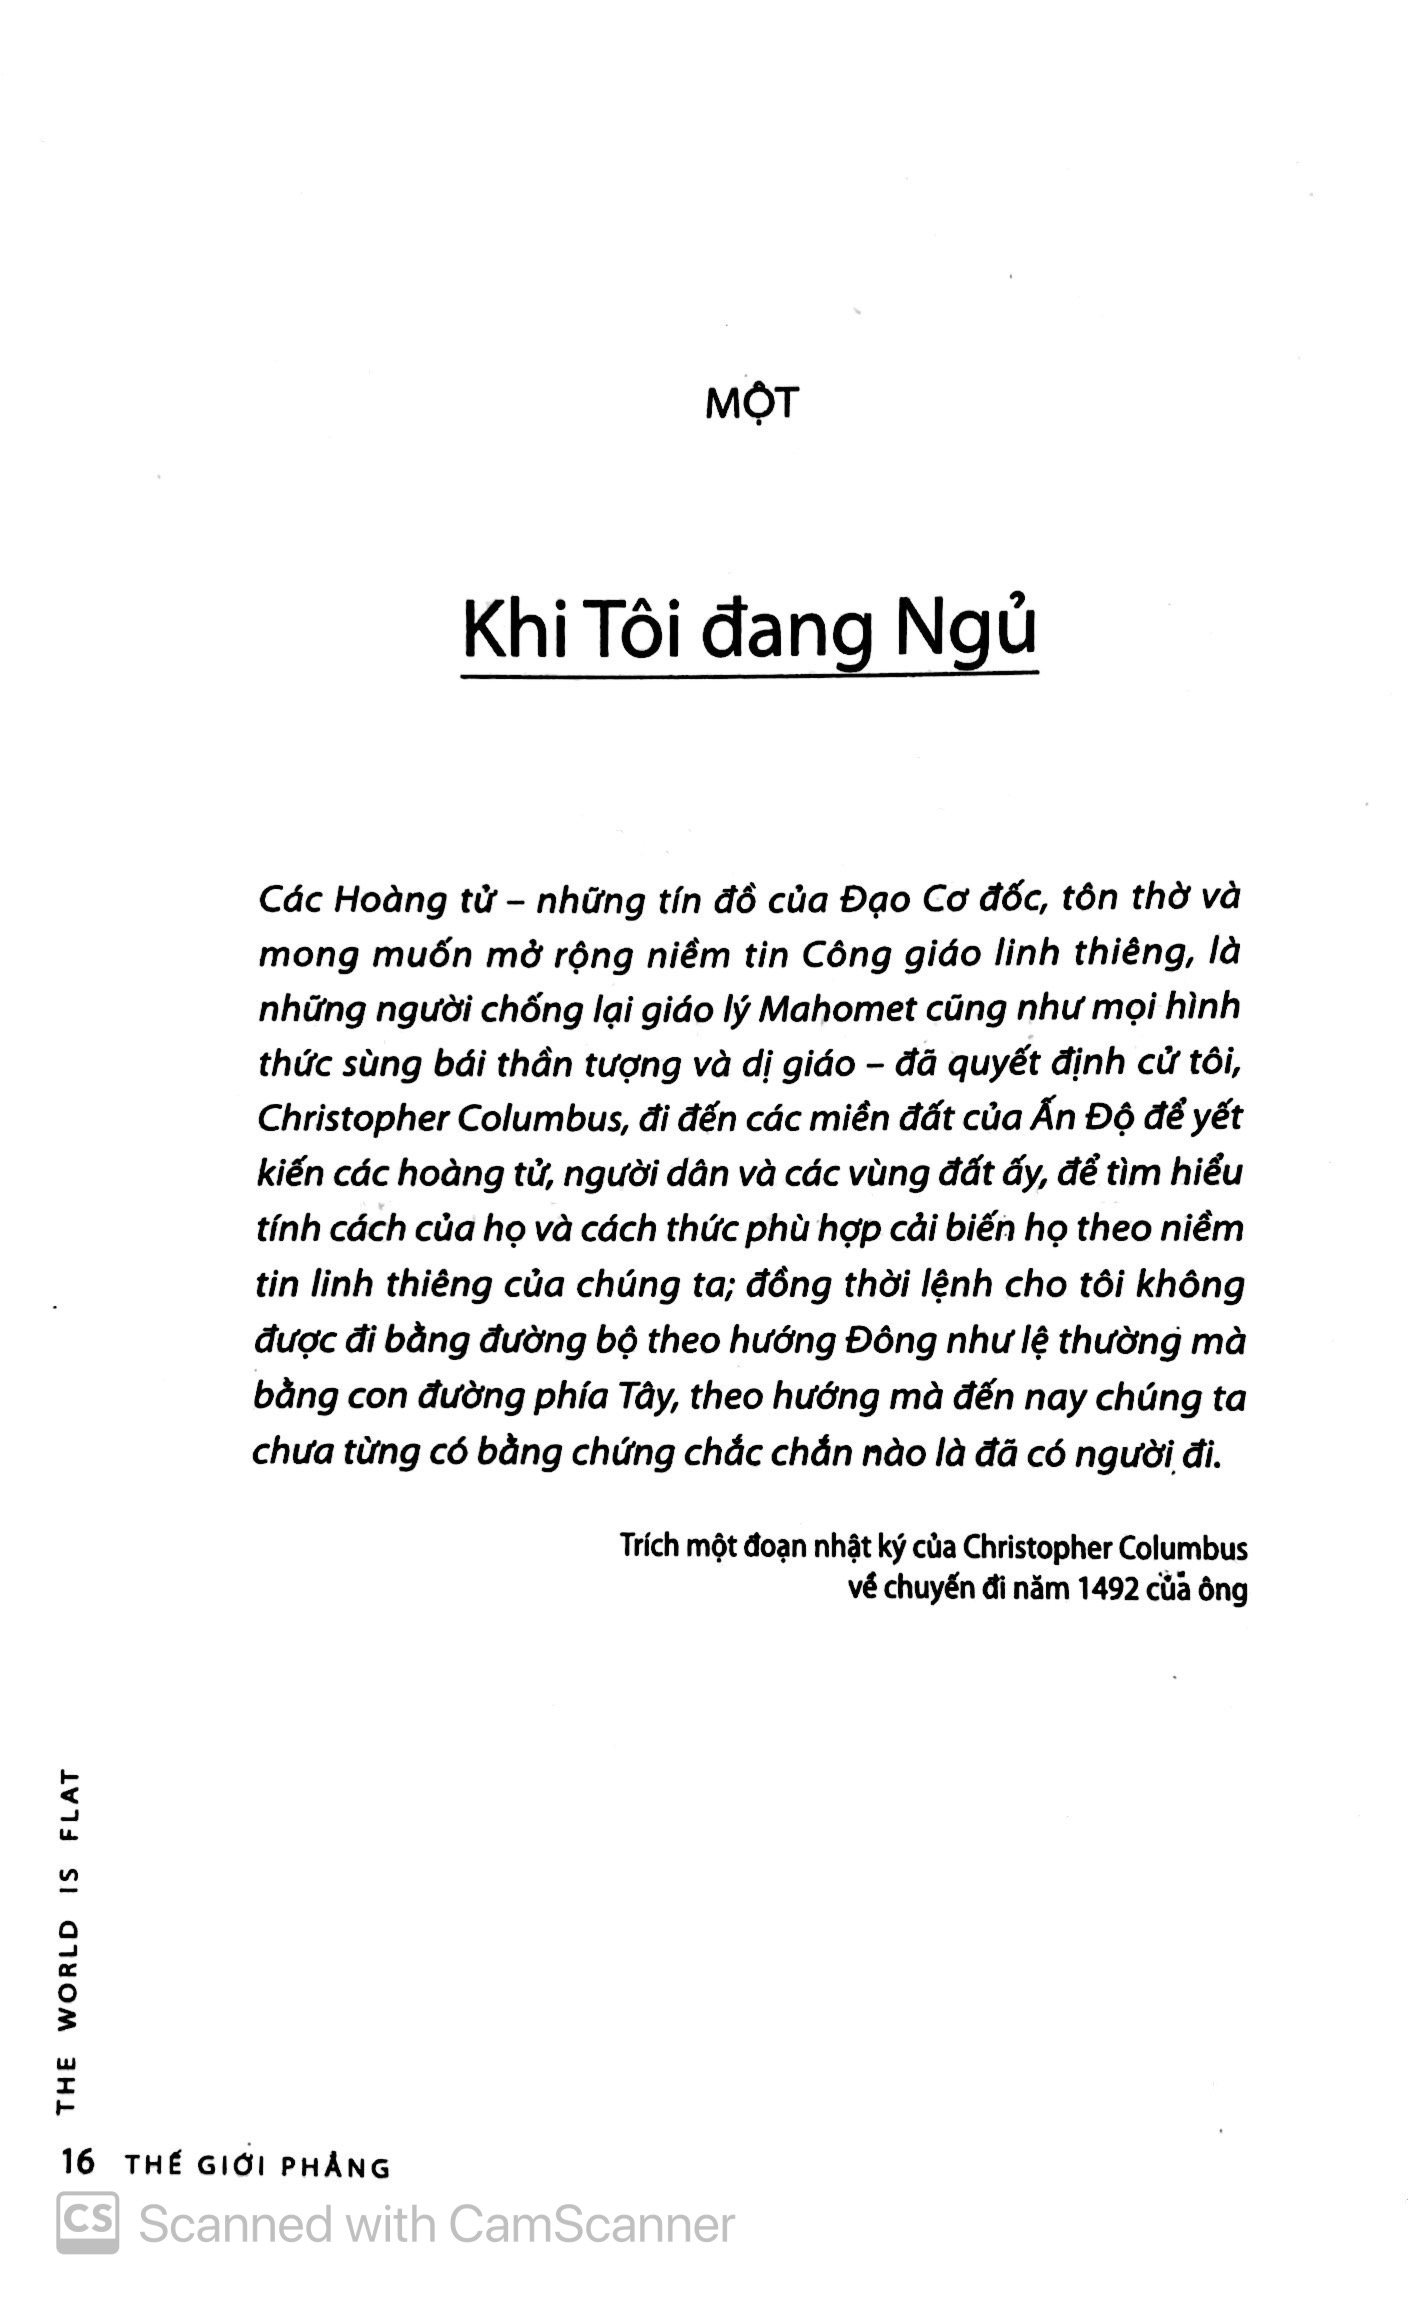 MỘT
Khi Tôi đang Ngủ
Các Hoàng tử – những tín đồ của Đạo Cơ đốc, tôn thờ và
mong muốn mở rộng niềm tin Công giáo linh thiêng, là
những người chống lại giáo lý Mahomet cũng như mọi hình
thức sùng bái thần tượng và dị giáo – đã quyết định cử tôi,
Christopher Columbus, đi đến các miền đất của Ấn Độ để yết
kiến các hoàng tử, người dân và các vùng đất ấy, để tìm hiểu
tính cách của họ và cách thức phù hợp cải biến họ theo niềm
tin linh thiêng của chúng ta; đồng thời lệnh cho tôi không
được đi bằng đường bộ theo hướng Đông như lệ thường mà
bằng con đường phía Tây, theo hướng mà đến nay chúng ta
chưa từng có bằng chứng chắc chắn nào là đã có người đi.
Trích một đoạn nhật ký của Christopher Columbus
về chuyến đi năm 1492 của ông
THE WORLD IS FLAT
16 THẾ GIỚI PHẲNG
CS Scanned with CamScanner